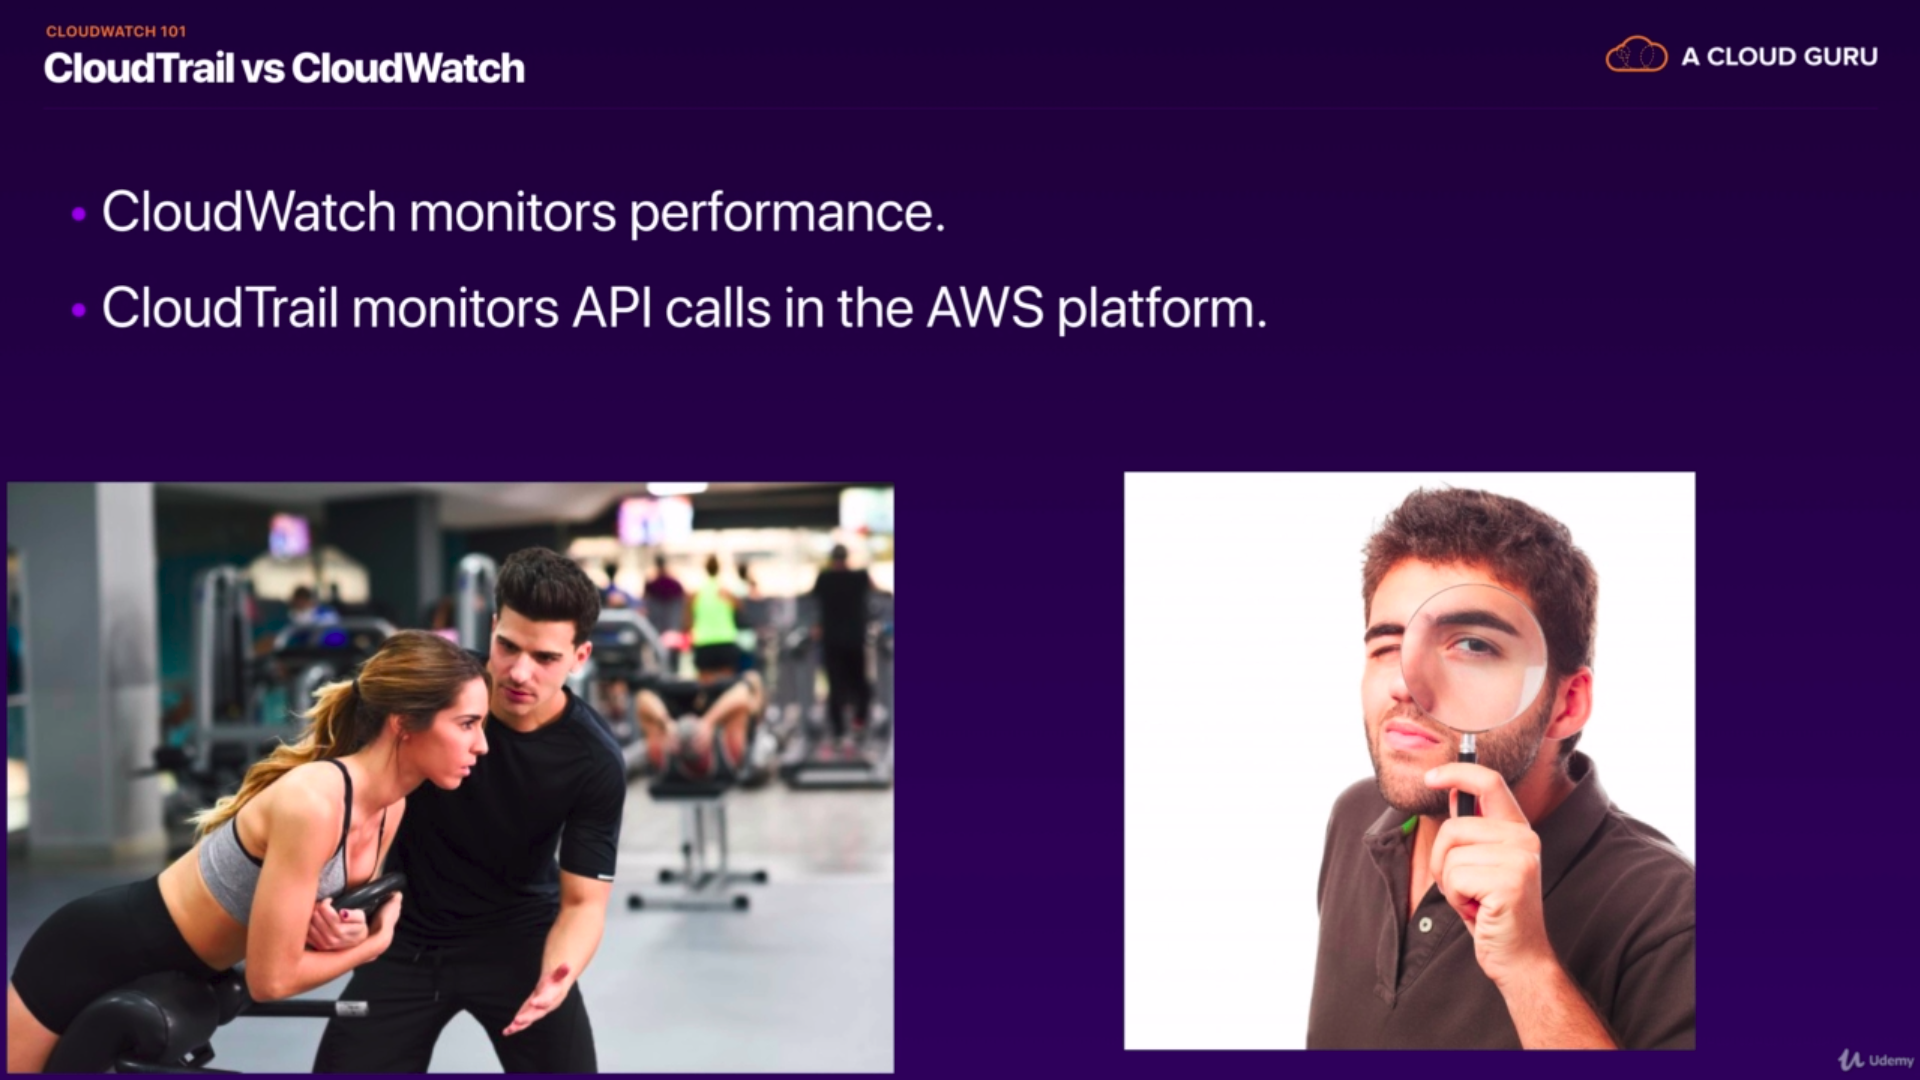 CLOUDWATCH 101
CloudTrail vs CloudWatch
A CLOUD GURU
• CloudWatch monitors performance.
• CloudTrail monitors API calls in the AWS platform.
Udemy